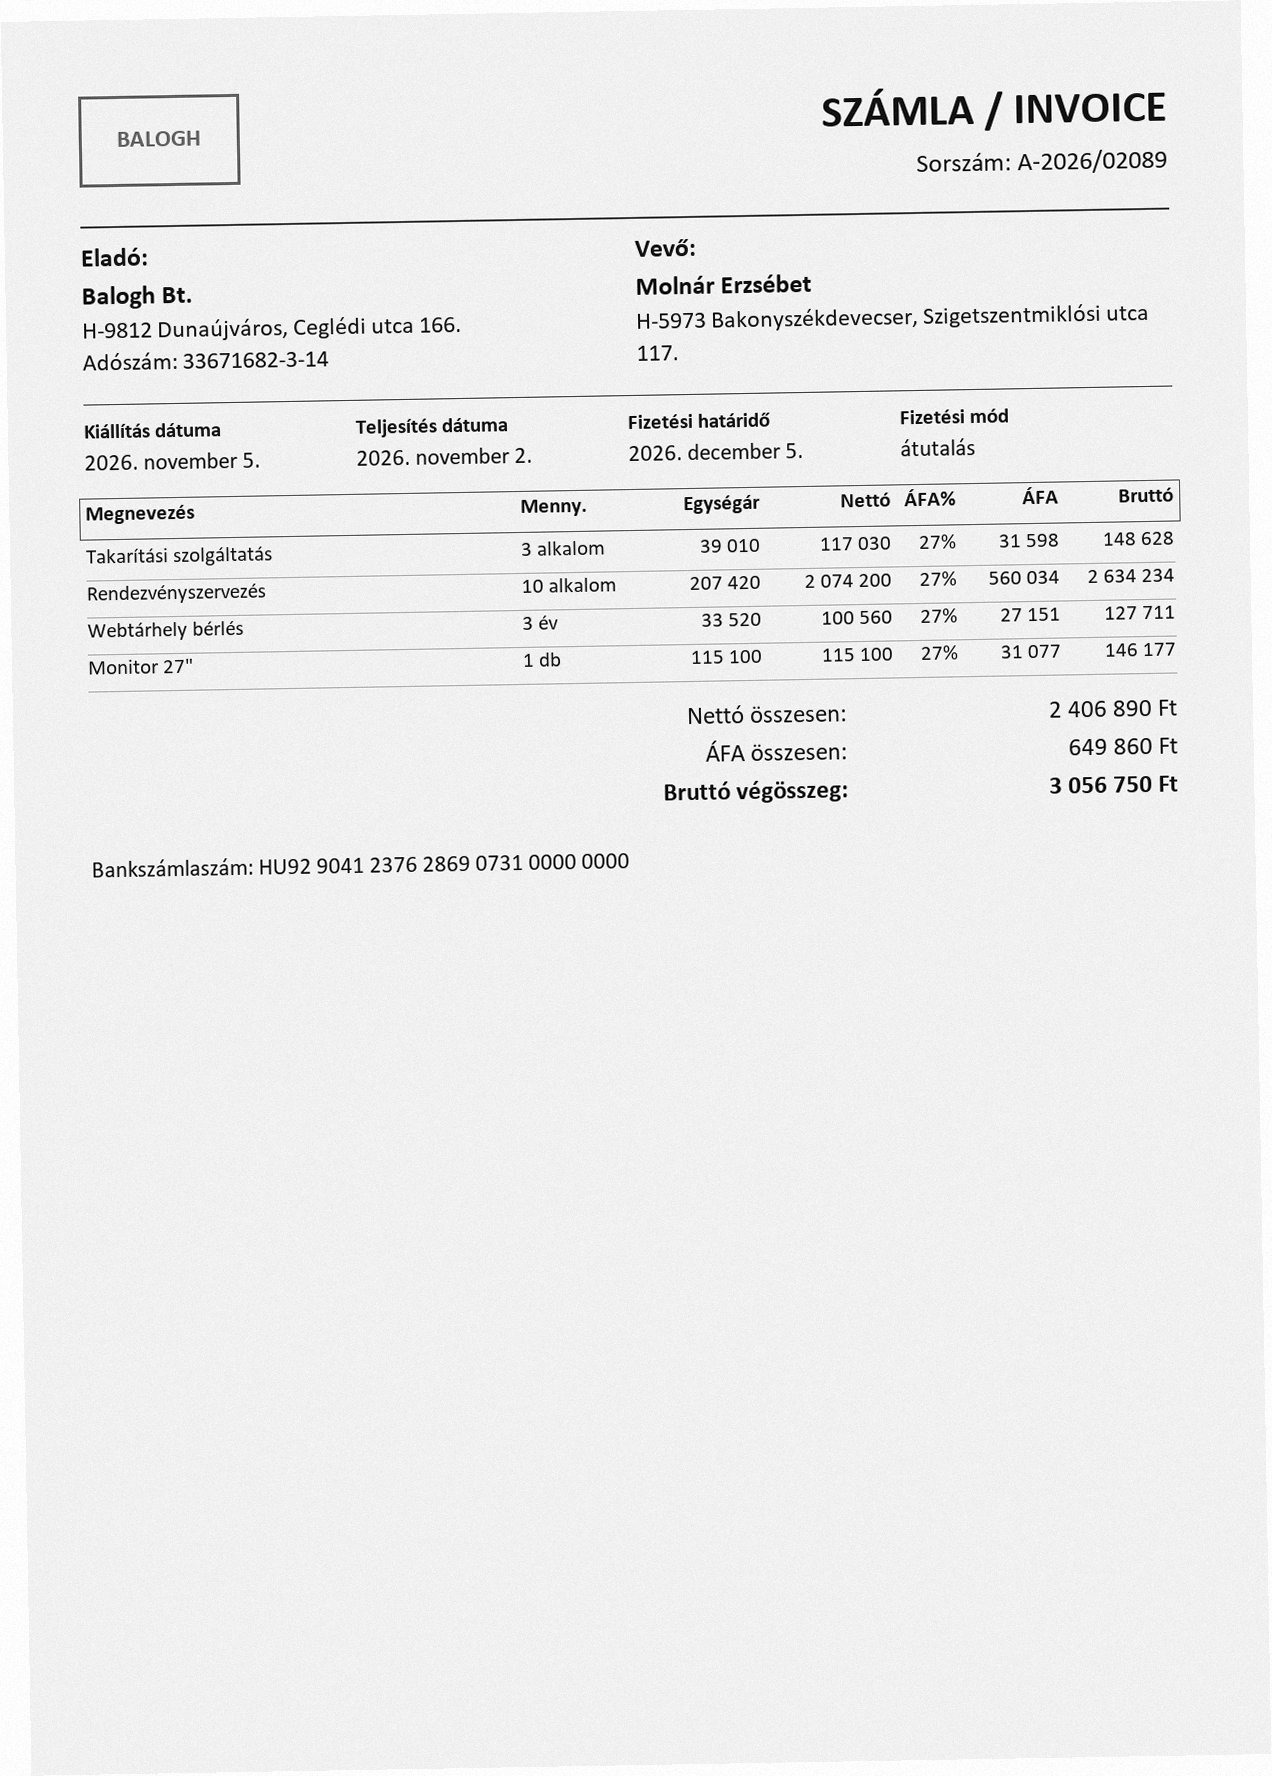 BALOGH
SZÁMLA / INVOICE
Sorszám: A-2026/02089
Eladó:
Balogh Bt.
H-9812 Dunaújváros, Ceglédi utca 166.
Adószám: 33671682-3-14
Vevő:
Molnár Erzsébet
H-5973 Bakonyszékdevecser, Szigetszentmiklósi utca
117.
Kiállítás dátuma Teljesítés dátuma Fizetési határidő Fizetési mód
2026. november 5. 2026. november 2. 2026. december 5. átutalás
Megnevezés Menny. Egységár Nettó ÁFA% ÁFA Bruttó
Takarítási szolgáltatás 3 alkalom 39 010 117 030 27% 31 598 148 628
Rendezvényszervezés 10 alkalom 207 420 2 074 200 27% 560 034 2 634 234
Webtárhely bérlés 3 év 33 520 100 560 27% 27 151 127 711
Monitor 27" 1 db 115 100 115 100 27% 31 077 146 177
Nettó összesen: 2 406 890 Ft
ÁFA összesen: 649 860 Ft
Bruttó végösszeg: 3 056 750 Ft
Bankszámlaszám: HU92 9041 2376 2869 0731 0000 0000